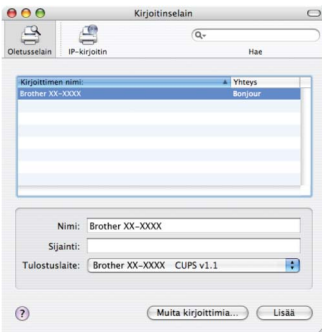 Kirjoitinselain
Oletusselain IP-kirjoitin Hae
Kirjoittimen nimi: Yhteys
Brother XX-XXXX Bonjour
Nimi: Brother XX-XXXX
Sijainti:
Tulostuslaite: Brother XX-XXXX CUPS v1.1
? Muita kirjoittimia... Lisää